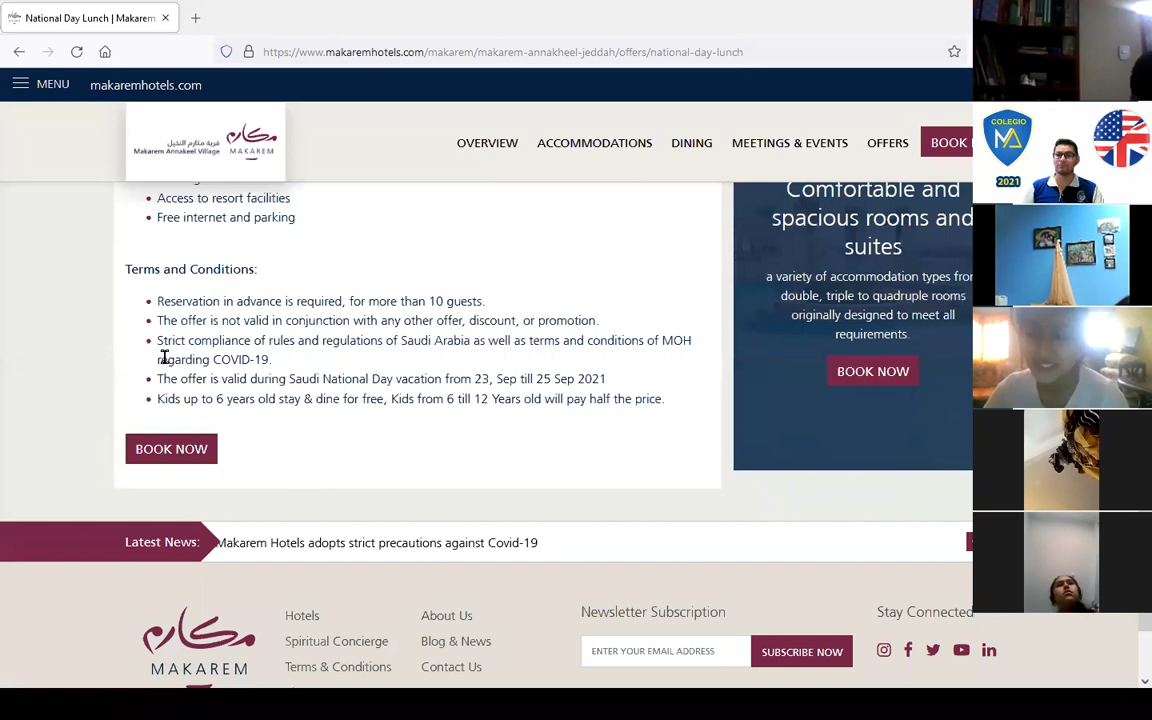 National Day Lunch | Makarem
https://www.makaremhotels.com/makarem/makarem-annakheel-jeddah/offers/national-day-lunch
MENU
makaremhotels.com
قرية مكارم النخيل
Makarem Annakeel Village
مكارم
MAKAREM
OVERVIEW
ACCOMMODATIONS
DINING
MEETINGS & EVENTS
OFFERS
BOOK
Access to resort facilities
Free internet and parking
Terms and Conditions:
Reservation in advance is required, for more than 10 guests.
The offer is not valid in conjunction with any other offer, discount, or promotion.
Strict compliance of rules and regulations of Saudi Arabia as well as terms and conditions of MOH
regarding COVID-19.
The offer is valid during Saudi National Day vacation from 23, Sep till 25 Sep 2021
Kids up to 6 years old stay & dine for free, Kids from 6 till 12 Years old will pay half the price.
BOOK NOW
Comfortable and
spacious rooms and
suites
a variety of accommodation types from
double, triple to quadruple rooms
originally designed to meet all
requirements.
BOOK NOW
COLEGIO
MA
2021
Latest News:
Makarem Hotels adopts strict precautions against Covid-19
مكارم
MAKAREM
Hotels
Spiritual Concierge
Terms & Conditions
About Us
Blog & News
Contact Us
Newsletter Subscription
ENTER YOUR EMAIL ADDRESS
SUBSCRIBE NOW
Stay Connected